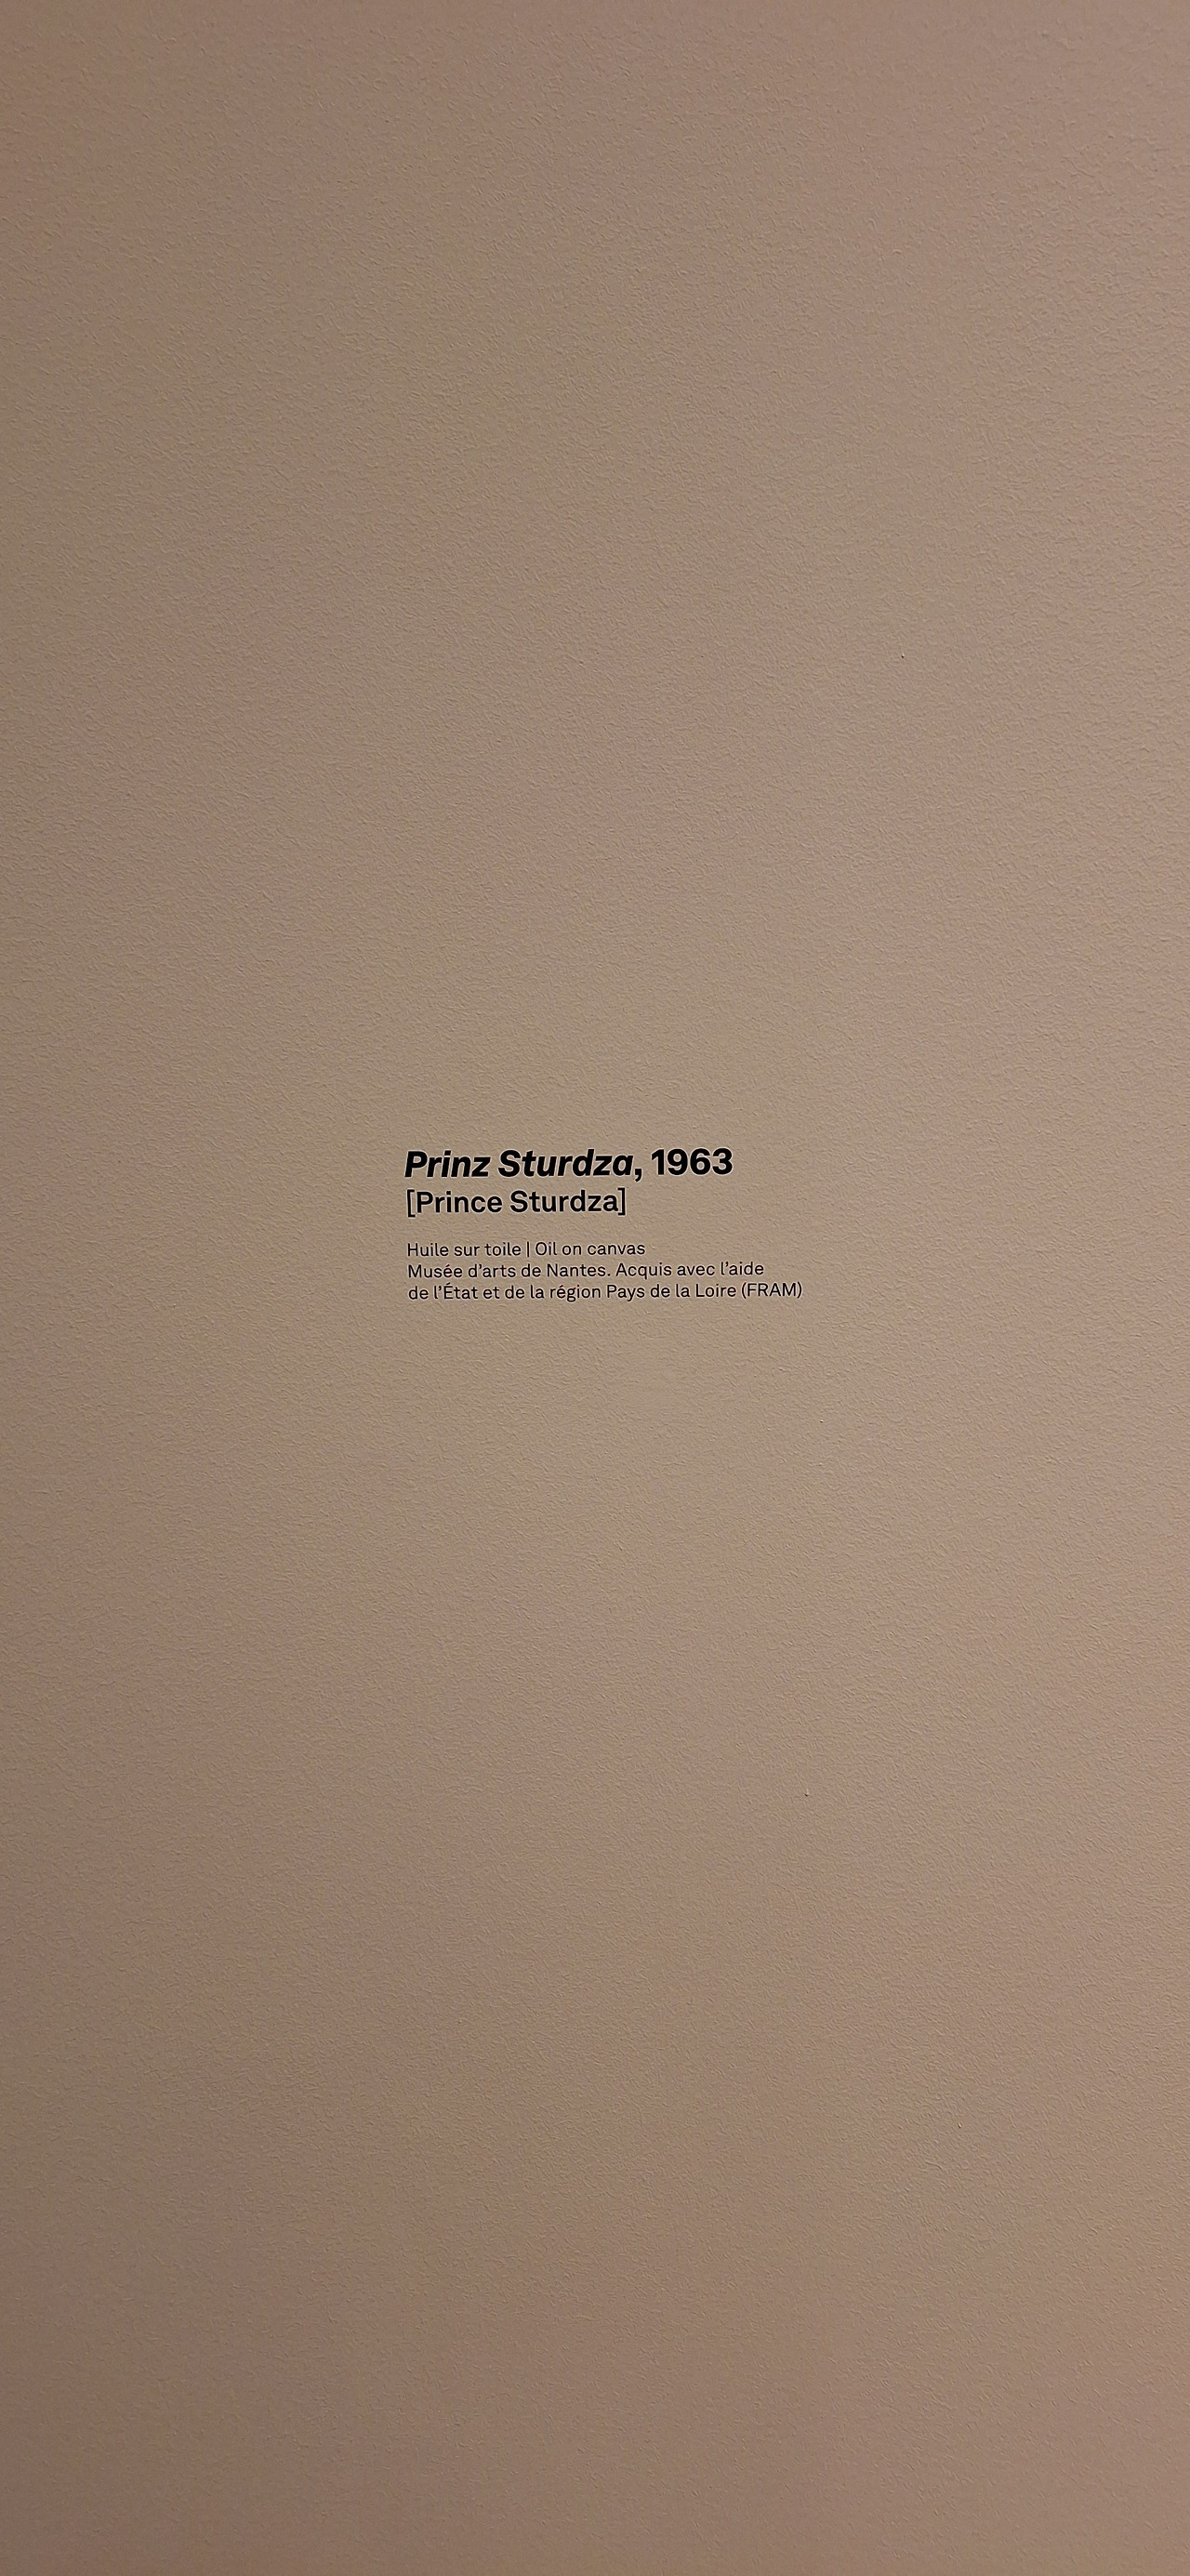 Prinz Sturdza, 1963
[Prince Sturdza]
Huile sur toile | Oil on canvas
Musée d’arts de Nantes. Acquis avec l’aide
de l’État et de la région Pays de la Loire (FRAM)